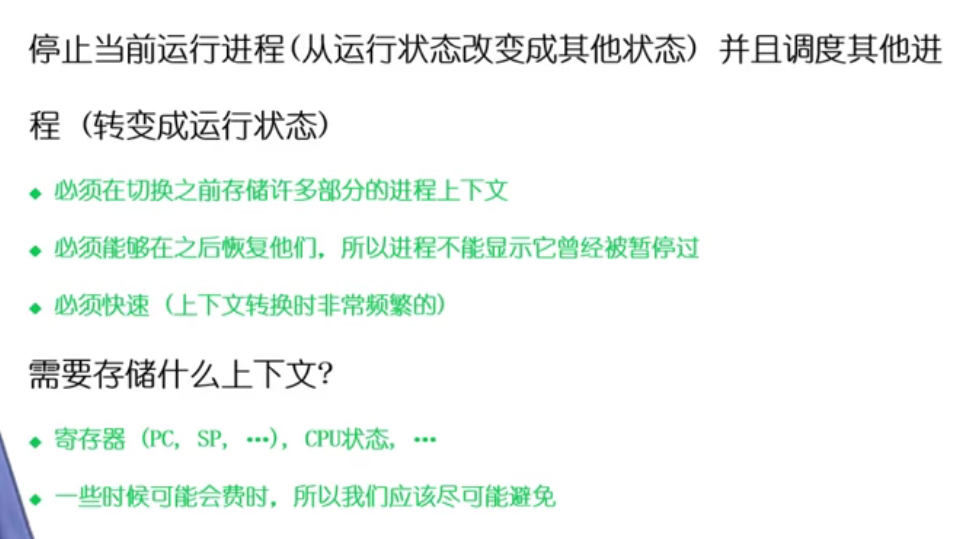 停止当前运行进程(从运行状态改变成其他状态) 并且调度其他进
程 (转变成运行状态)
◆ 必须在切换之前存储许多部分的进程上下文
◆ 必须能够在之后恢复他们, 所以进程不能显示它曾经被暂停过
◆ 必须快速 (上下文转换时非常频繁的)
需要存储什么上下文?
◆ 寄存器 (PC, SP, …), CPU状态, …
◆ 一些时候可能会费时, 所以我们应该尽可能避免